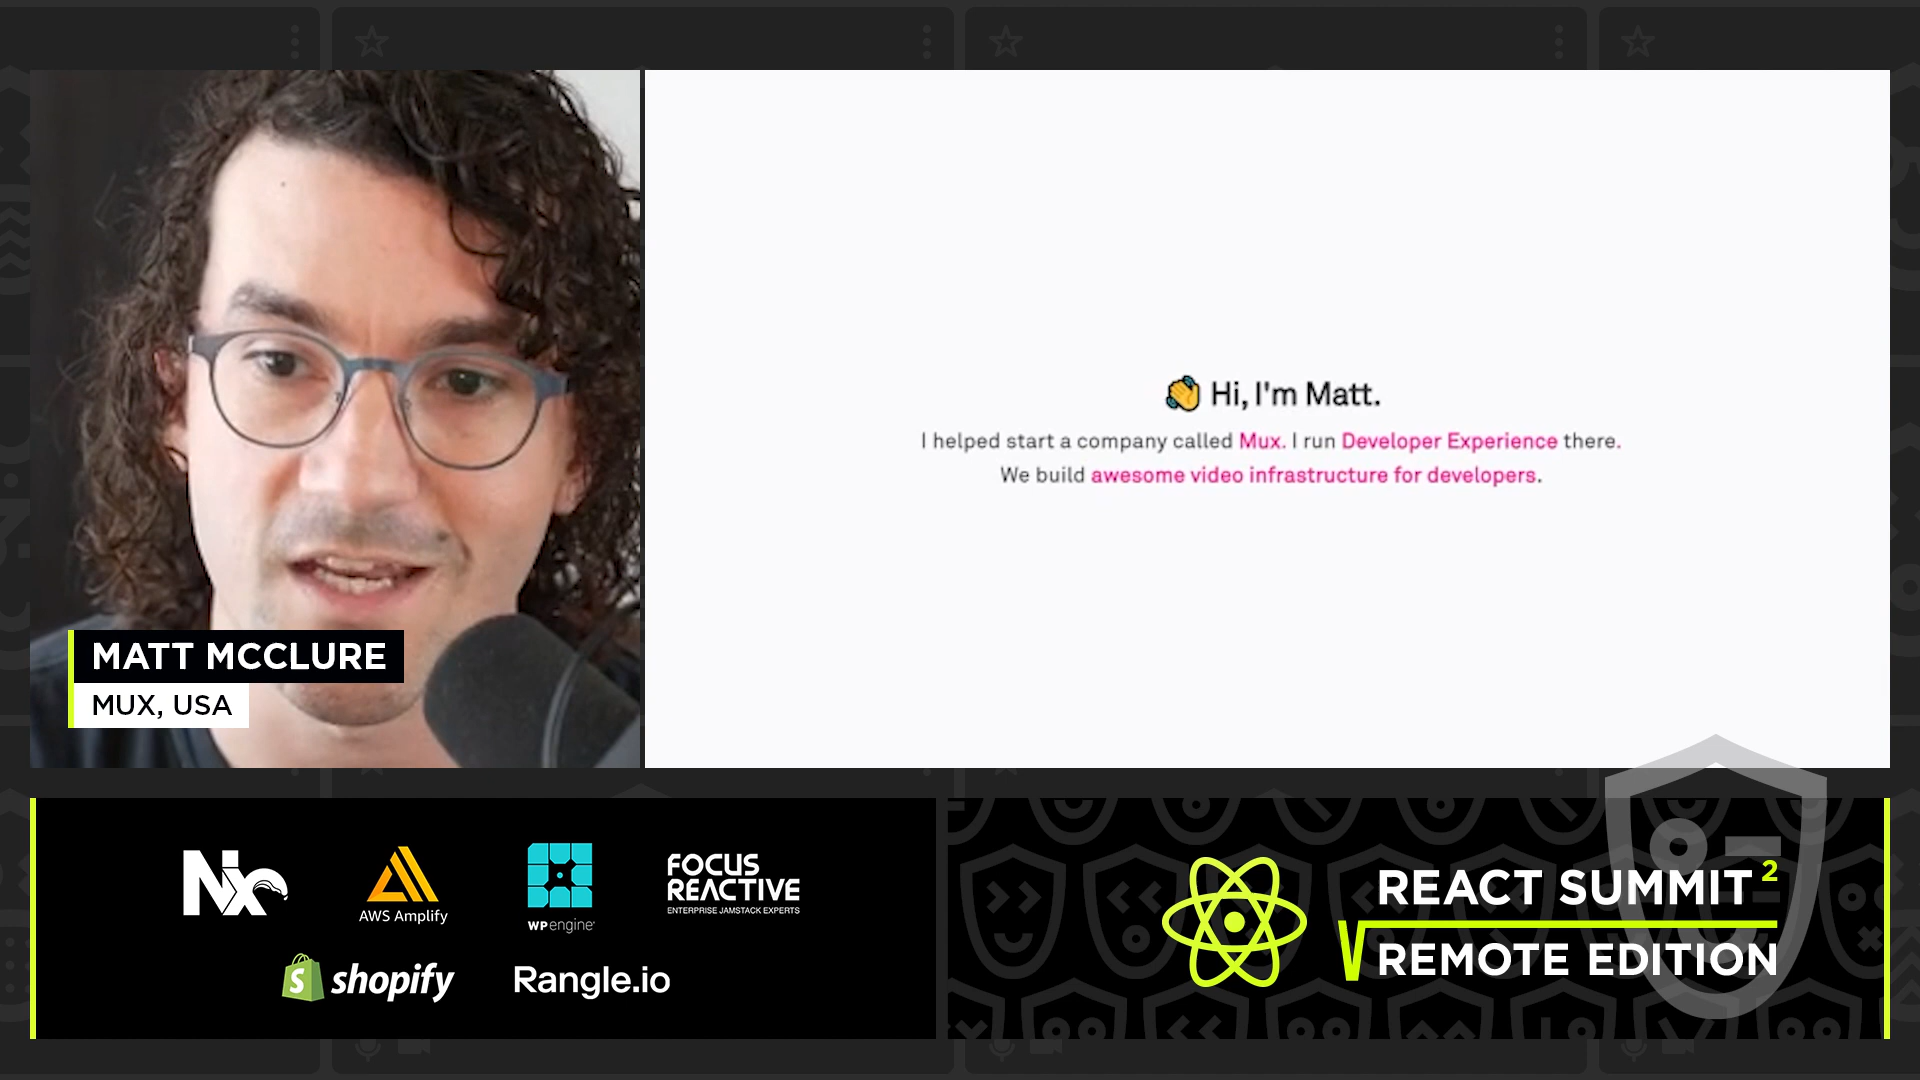 Hi, I'm Matt.
I helped start a company called Mux. I run Developer Experience there.
We build awesome video infrastructure for developers.
MATT MCCLURE
MUX, USA
Nx
AWS Amplify
WP engine
FOCUS
REACTIVE
ENTERPRISE JAMSTACK EXPERTS
shopify
Rangle.io
REACT SUMMIT 2
REMOTE EDITION